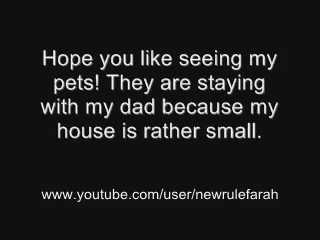 Hope you like seeing my
pets! They are staying
with my dad because my
house is rather small.
www.youtube.com/user/newrulefarah